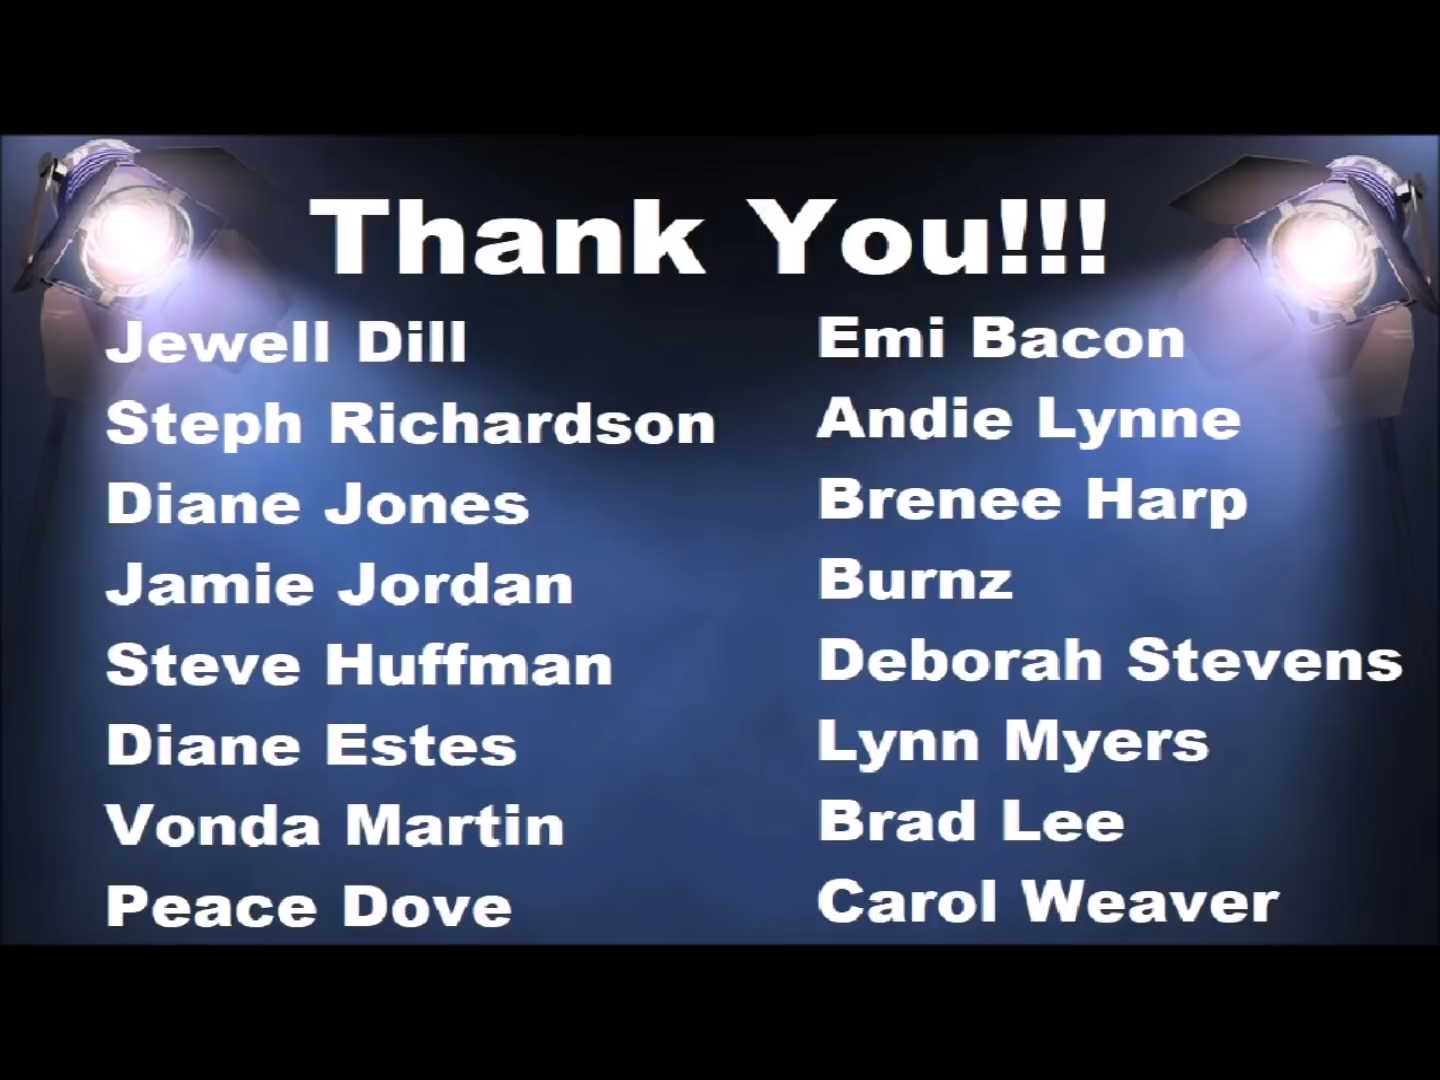 Thank You!!!
Jewell Dill
Steph Richardson
Diane Jones
Jamie Jordan
Steve Huffman
Diane Estes
Vonda Martin
Peace Dove
Emi Bacon
Andie Lynne
Brenee Harp
Burnz
Deborah Stevens
Lynn Myers
Brad Lee
Carol Weaver